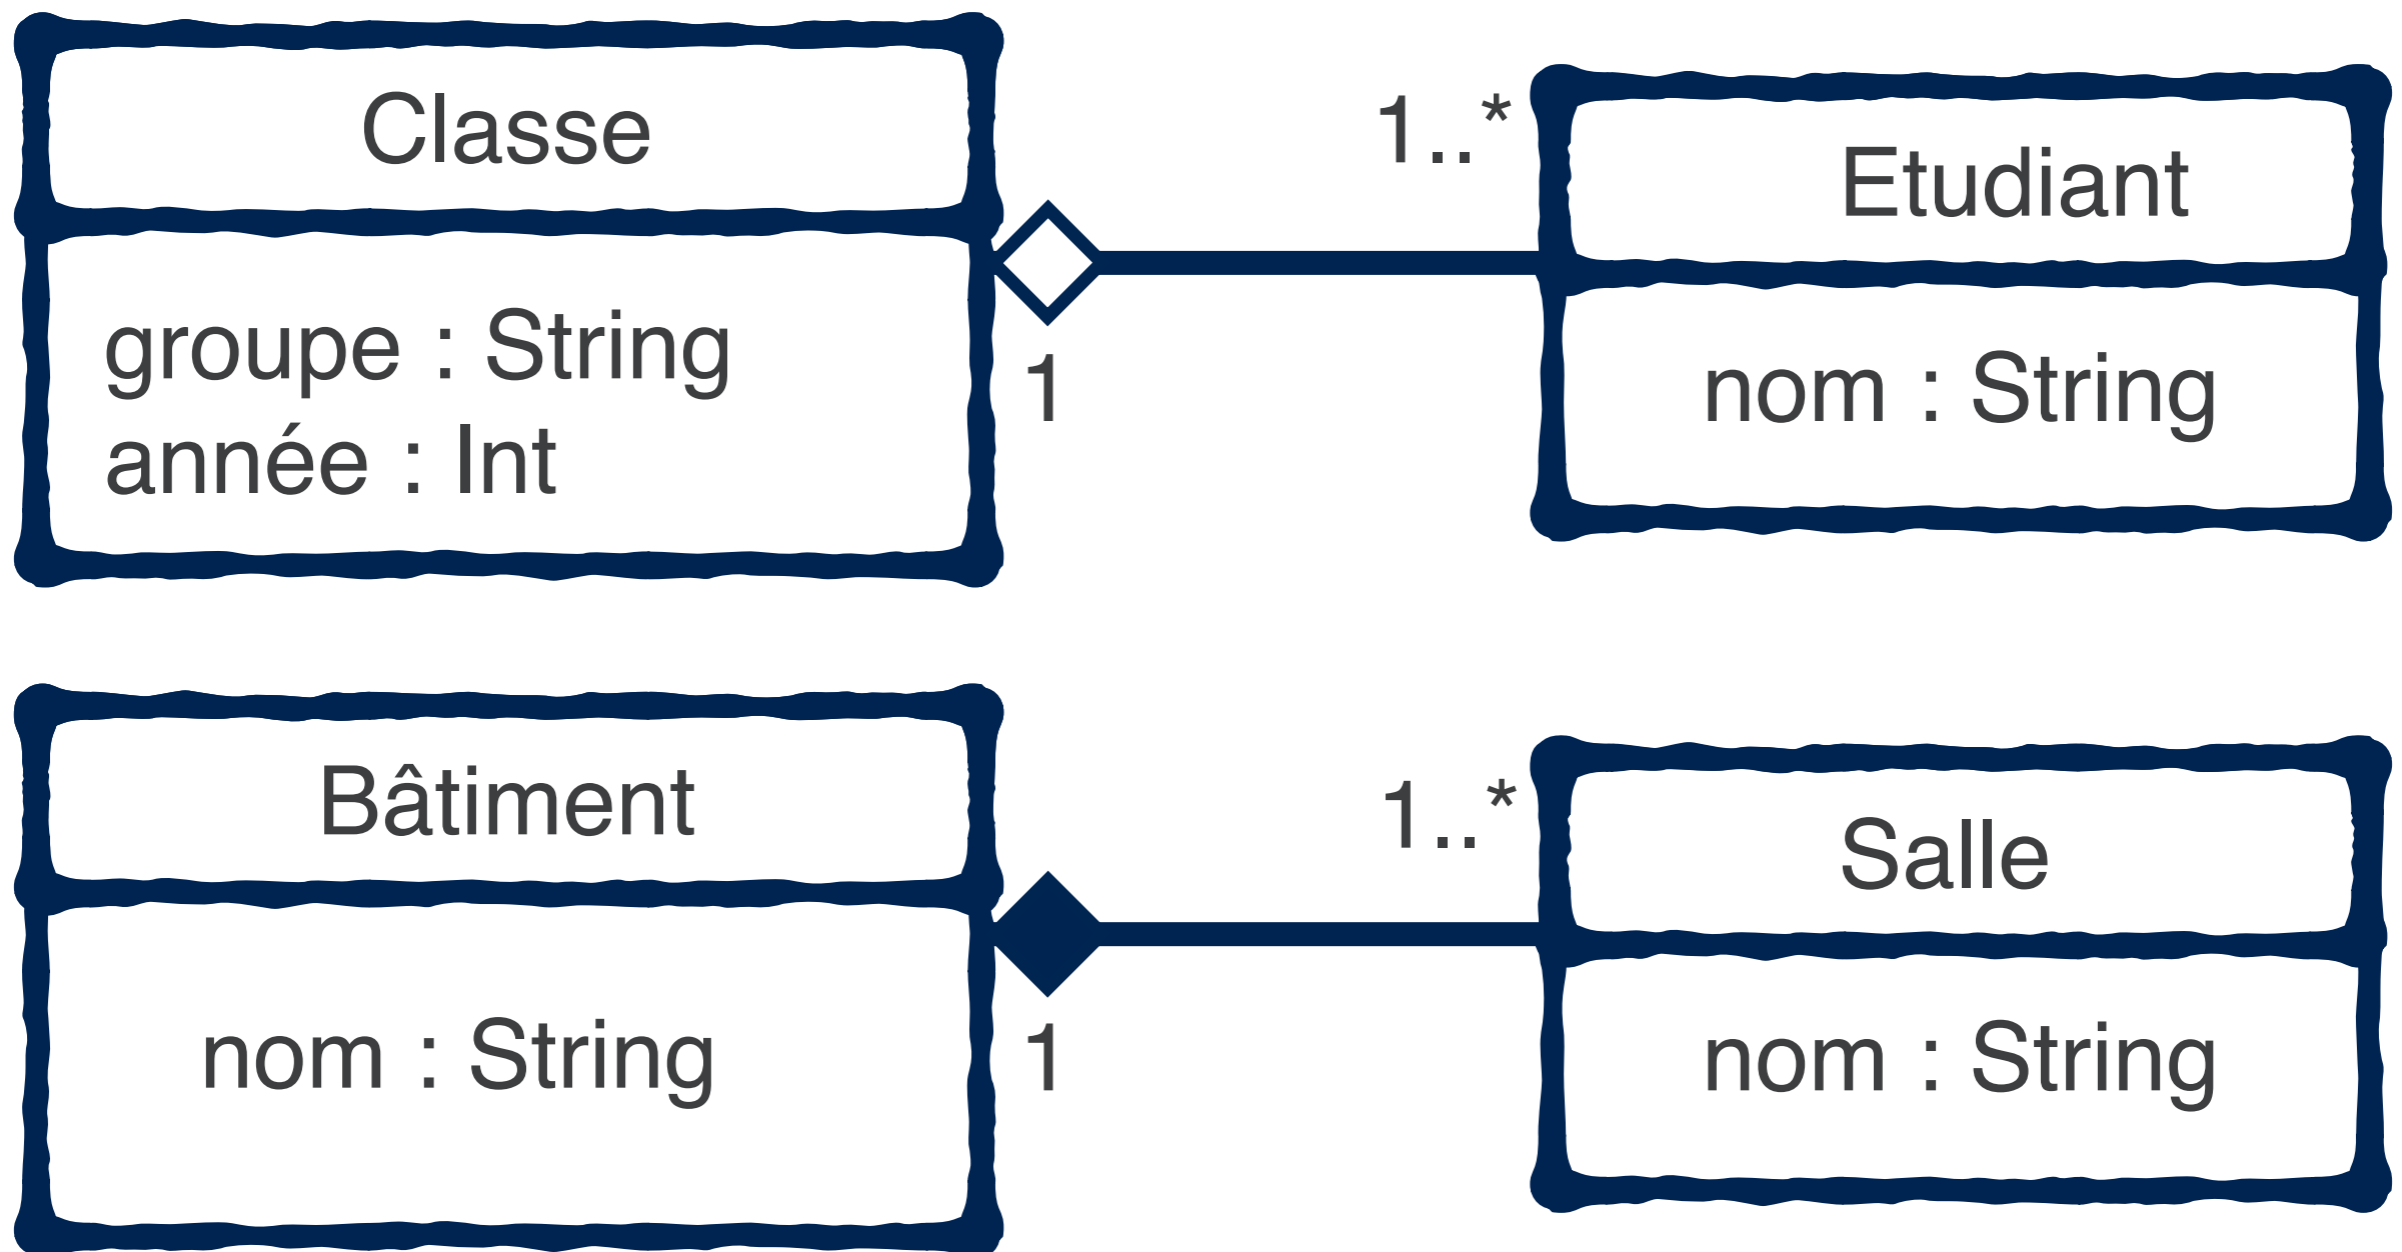 Classe
groupe : String
année : Int
1..*
1
Etudiant
nom : String
Bâtiment
nom : String
1..*
1
Salle
nom : String